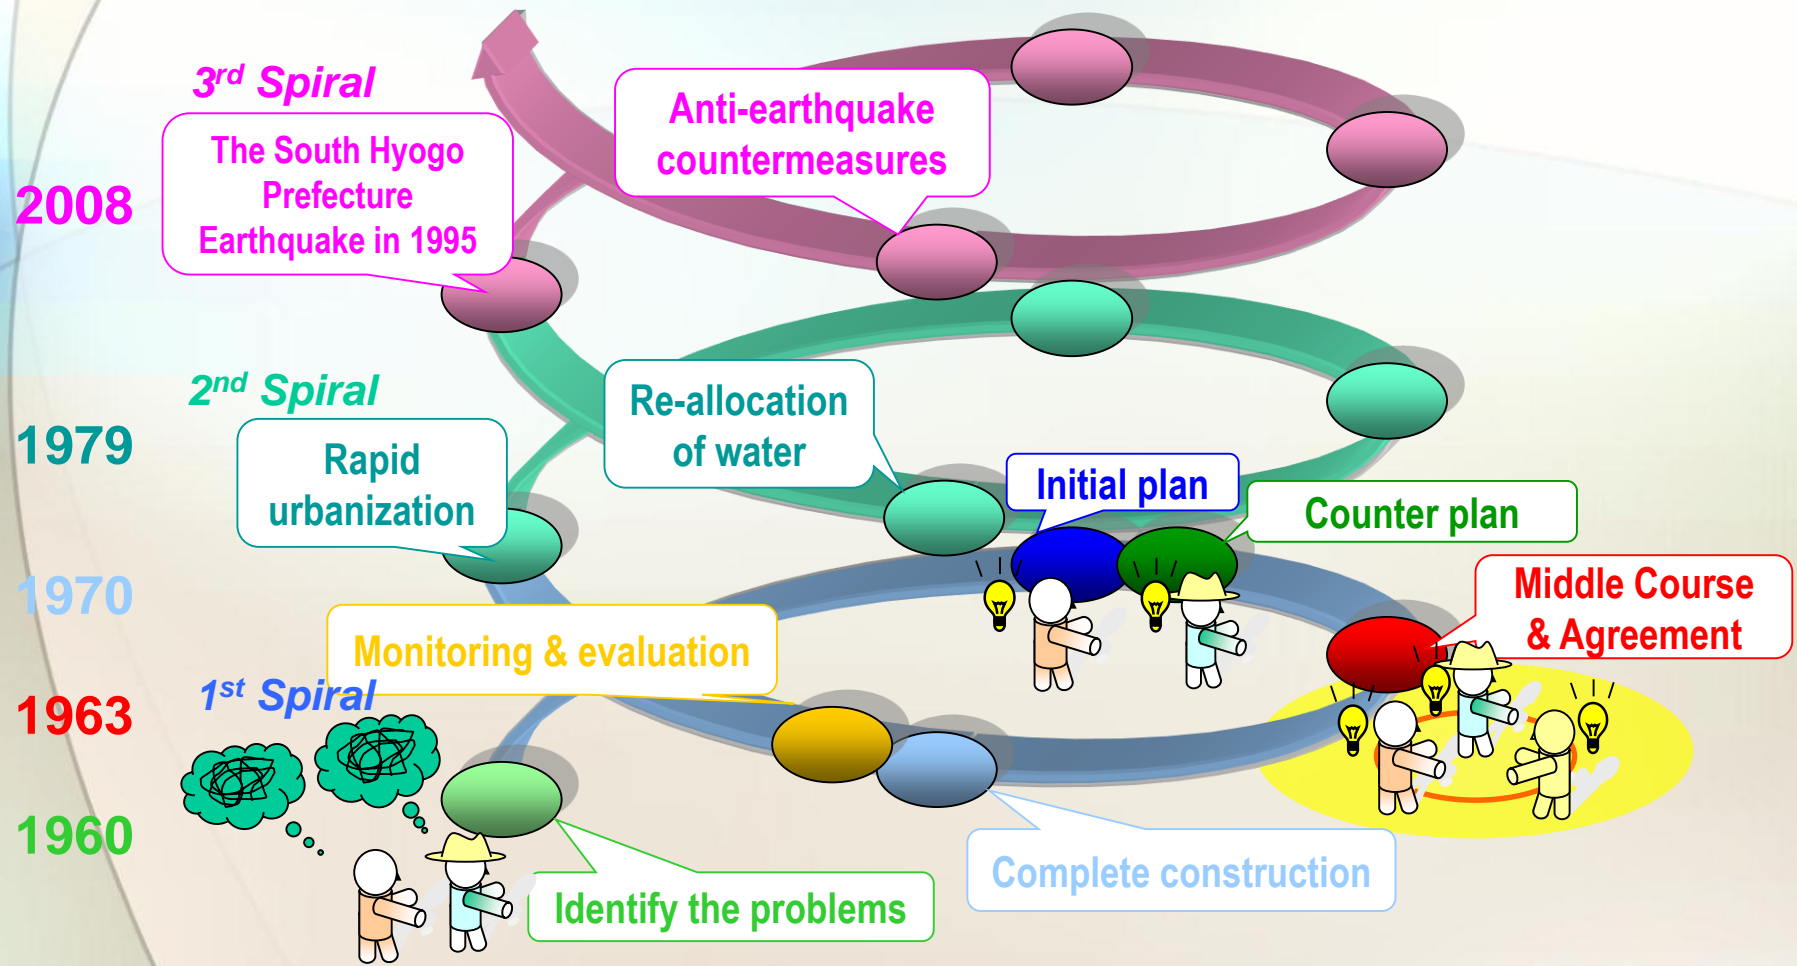 3rd Spiral
The South Hyogo
Prefecture
Earthquake in 1995
Anti-earthquake
countermeasures
2008
2nd Spiral
Rapid
urbanization
Re-allocation
of water
1979
Initial plan
Counter plan
1970
Middle Course
& Agreement
Monitoring & evaluation
1st Spiral
1963
1960
Complete construction
Identify the problems